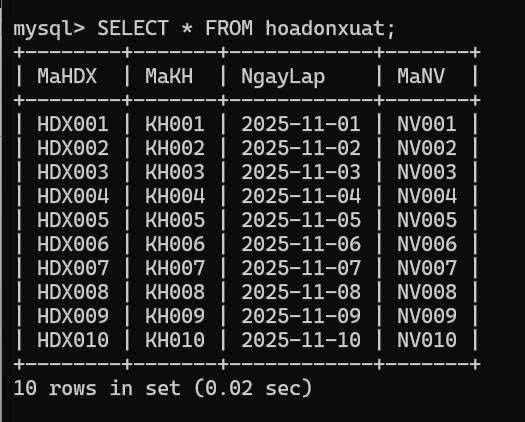 mysql> SELECT * FROM hoadonxuat;
+--------+-------+------------+-------+
| MaHDX  | MaKH  | NgayLap    | MaNV  |
+--------+-------+------------+-------+
| HDX001 | KH001 | 2025-11-01 | NV001 |
| HDX002 | KH002 | 2025-11-02 | NV002 |
| HDX003 | KH003 | 2025-11-03 | NV003 |
| HDX004 | KH004 | 2025-11-04 | NV004 |
| HDX005 | KH005 | 2025-11-05 | NV005 |
| HDX006 | KH006 | 2025-11-06 | NV006 |
| HDX007 | KH007 | 2025-11-07 | NV007 |
| HDX008 | KH008 | 2025-11-08 | NV008 |
| HDX009 | KH009 | 2025-11-09 | NV009 |
| HDX010 | KH010 | 2025-11-10 | NV010 |
+--------+-------+------------+-------+
10 rows in set (0.02 sec)